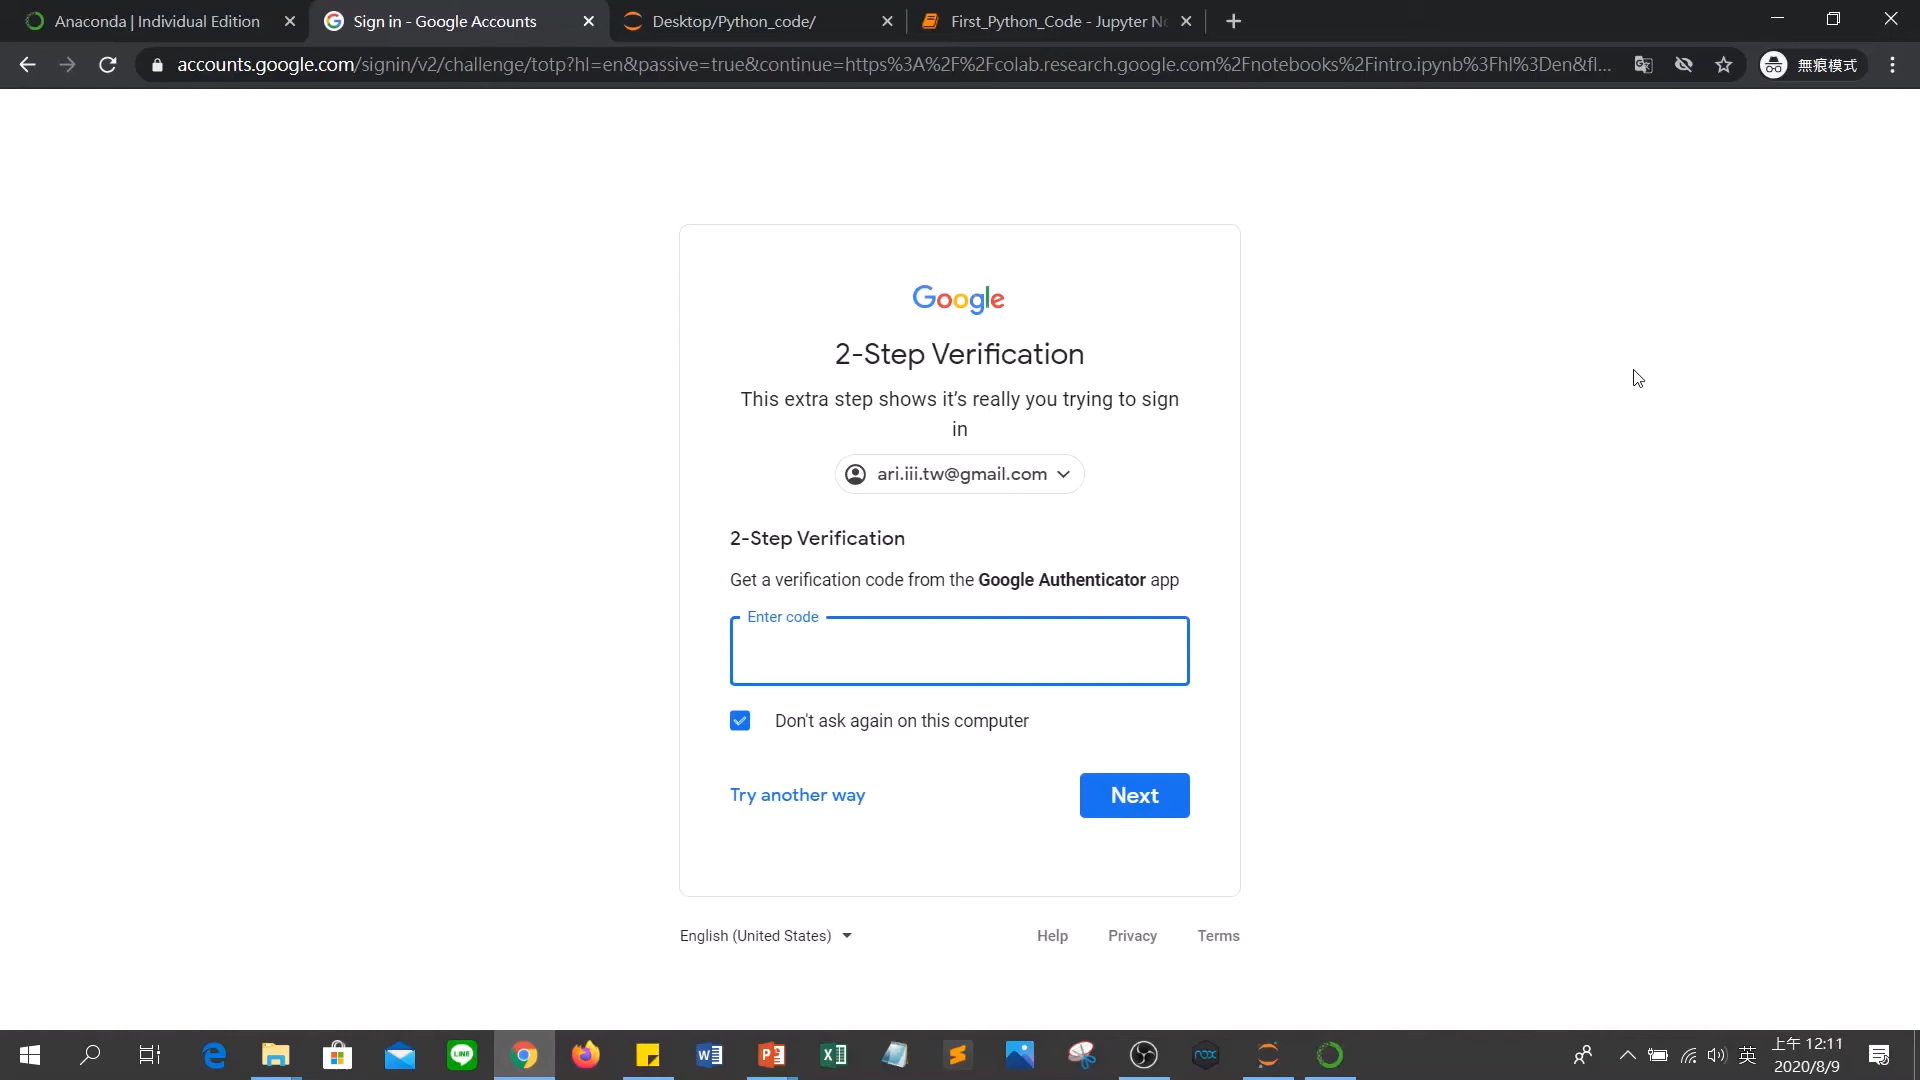 Anaconda | Individual Edition
Sign in - Google Accounts
Desktop/Python_code/
First_Python_Code - Jupyter No
accounts.google.com/signin/v2/challenge/totp?hl=en&passive=true&continue=https%3A%2F%2Fcolab.research.google.com%2Fnotebooks%2Fintro.ipynb%3Fhl%3Den&fl...
無痕模式
Google
2-Step Verification
This extra step shows it's really you trying to sign
in
ari.iii.tw@gmail.com
2-Step Verification
Get a verification code from the Google Authenticator app
Enter code
Don't ask again on this computer
Try another way
Next
English (United States)
Help
Privacy
Terms
LINE
nox
英
上午 12:11
2020/8/9